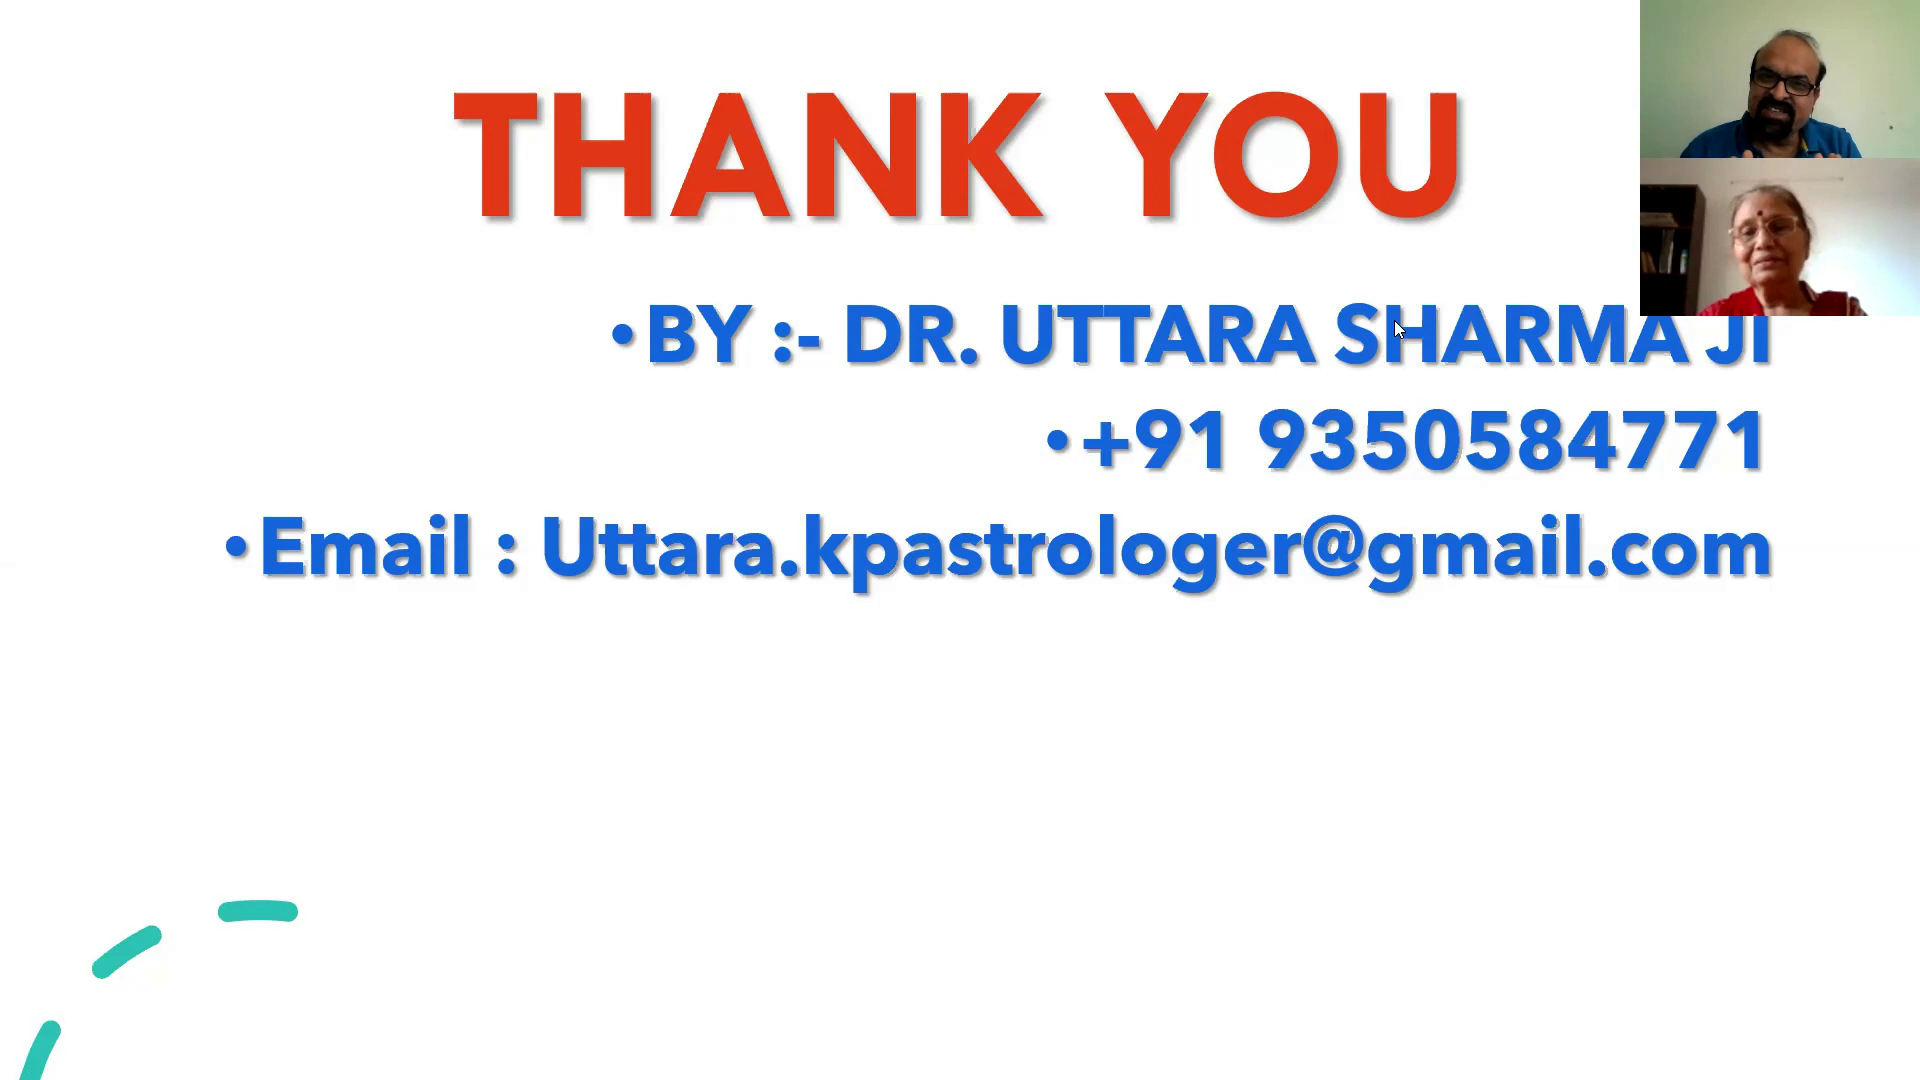 THANK YOU
•BY :- DR. UTTARA SHARMA JI
•+91 9350584771
•Email : Uttara.kpastrologer@gmail.com